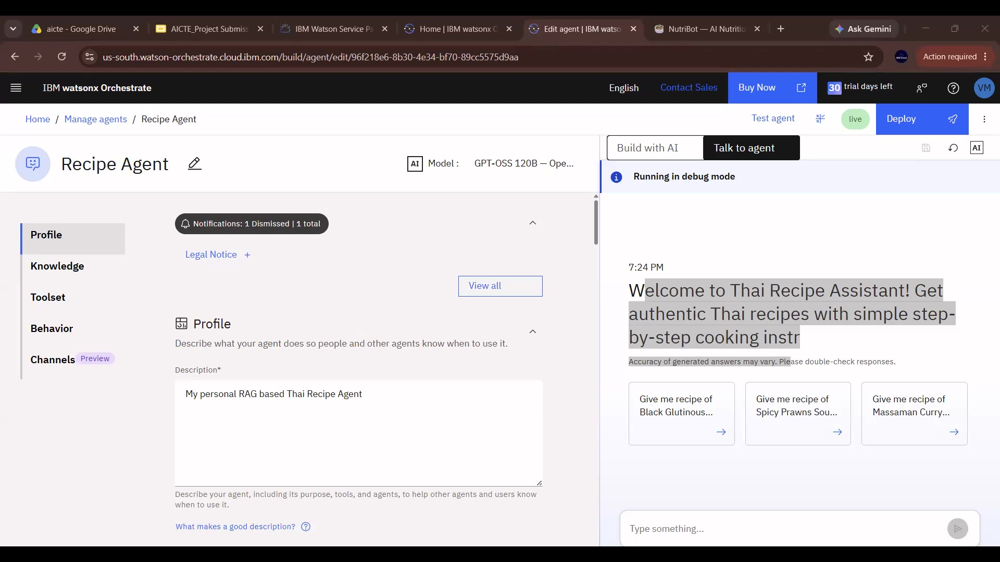 aicte - Google Drive
AICTE_Project Submiss
IBM Watson Service Pa
Home | IBM watsonx O
Edit agent | IBM watso
NutriBot — AI Nutritio
Ask Gemini
us-south.watson-orchestrate.cloud.ibm.com/build/agent/edit/96f218e6-8b30-4e34-bf70-89cc5575d9aa
Action required
IBM watsonx Orchestrate
English
Contact Sales
Buy Now
30 trial days left
VM
Home / Manage agents / Recipe Agent
Test agent
live
Deploy
Recipe Agent
AI Model :
GPT-OSS 120B — Ope...
Build with AI
Talk to agent
AI
Running in debug mode
Notifications: 1 Dismissed | 1 total
Legal Notice +
View all
Profile
Knowledge
Toolset
Behavior
Channels Preview
Profile
Describe what your agent does so people and other agents know when to use it.
Description*
My personal RAG based Thai Recipe Agent
Describe your agent, including its purpose, tools, and agents, to help other agents and users know
when to use it.
What makes a good description?
7:24 PM
Welcome to Thai Recipe Assistant! Get
authentic Thai recipes with simple step-
by-step cooking instr
Accuracy of generated answers may vary. Please double-check responses.
Give me recipe of
Black Glutinous...
Give me recipe of
Spicy Prawns Sou...
Give me recipe of
Massaman Curry...
Type something...